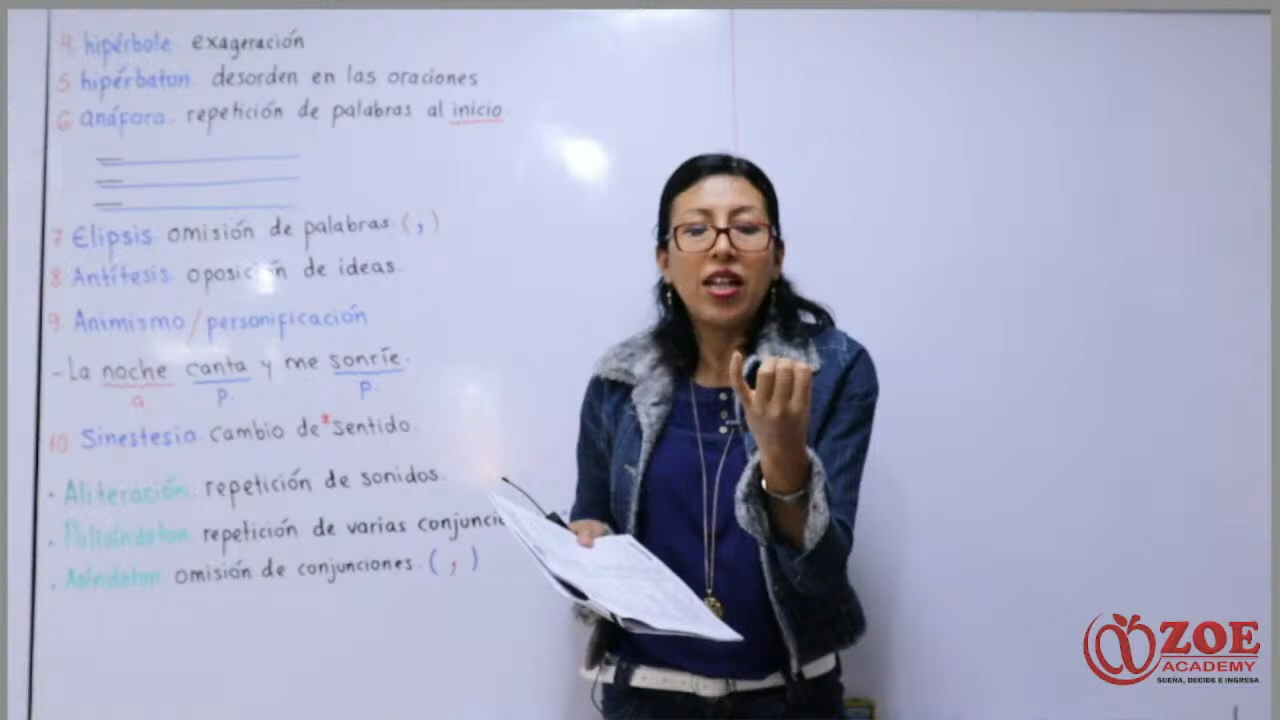 4. hipérbole. exageración
5 hipérbaton. desorden en las oraciones
6 anáfora. repetición de palabras al inicio.
7 Elipsis. omisión de palabras. ( , )
8. Antítesis. oposición de ideas.
9. Animismo / personificación
- La noche canta y me sonríe.
a p. p.
10 Sinestesia. cambio de *sentido.
. Aliteración. repetición de sonidos.
. Polisíndeton. repetición de varias
. Asíndeton omisión de conjunciones. ( , )
ZOE
ACADEMY
SUEÑA, DECIDE E INGRESA